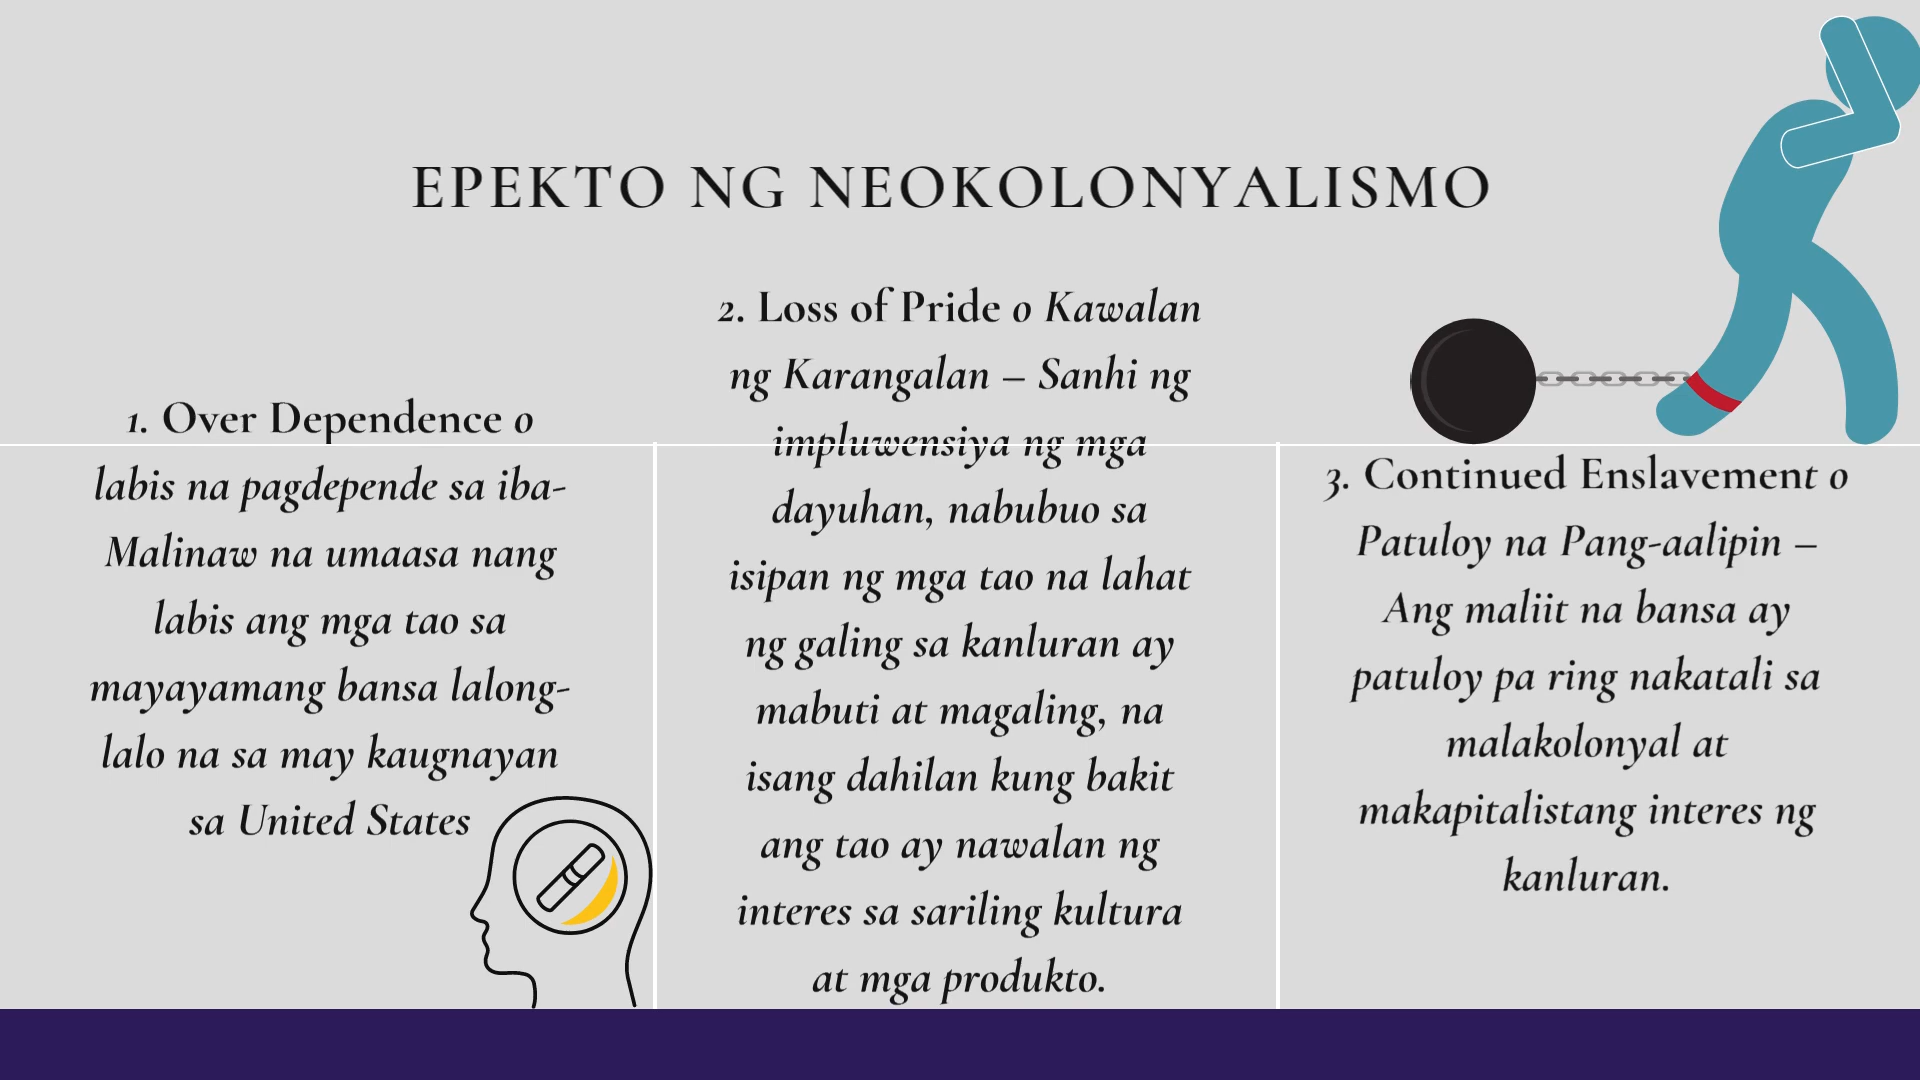 EPEKTO NG NEOKOLONYALISMO
1. Over Dependence o
labis na pagdepende sa iba-
Malinaw na umaasa nang
labis ang mga tao sa
mayayamang bansa lalong-
lalo na sa may kaugnayan
sa United States
2. Loss of Pride o Kawalan
ng Karangalan – Sanhi ng
impluwensiya ng mga
dayuhan, nabubuo sa
isipan ng mga tao na lahat
ng galing sa kanluran ay
mabuti at magaling, na
isang dahilan kung bakit
ang tao ay nawalan ng
interes sa sariling kultura
at mga produkto.
3. Continued Enslavement o
Patuloy na Pang-aalipin –
Ang maliit na bansa ay
patuloy pa ring nakatali sa
malakolonyal at
makapitalistang interes ng
kanluran.